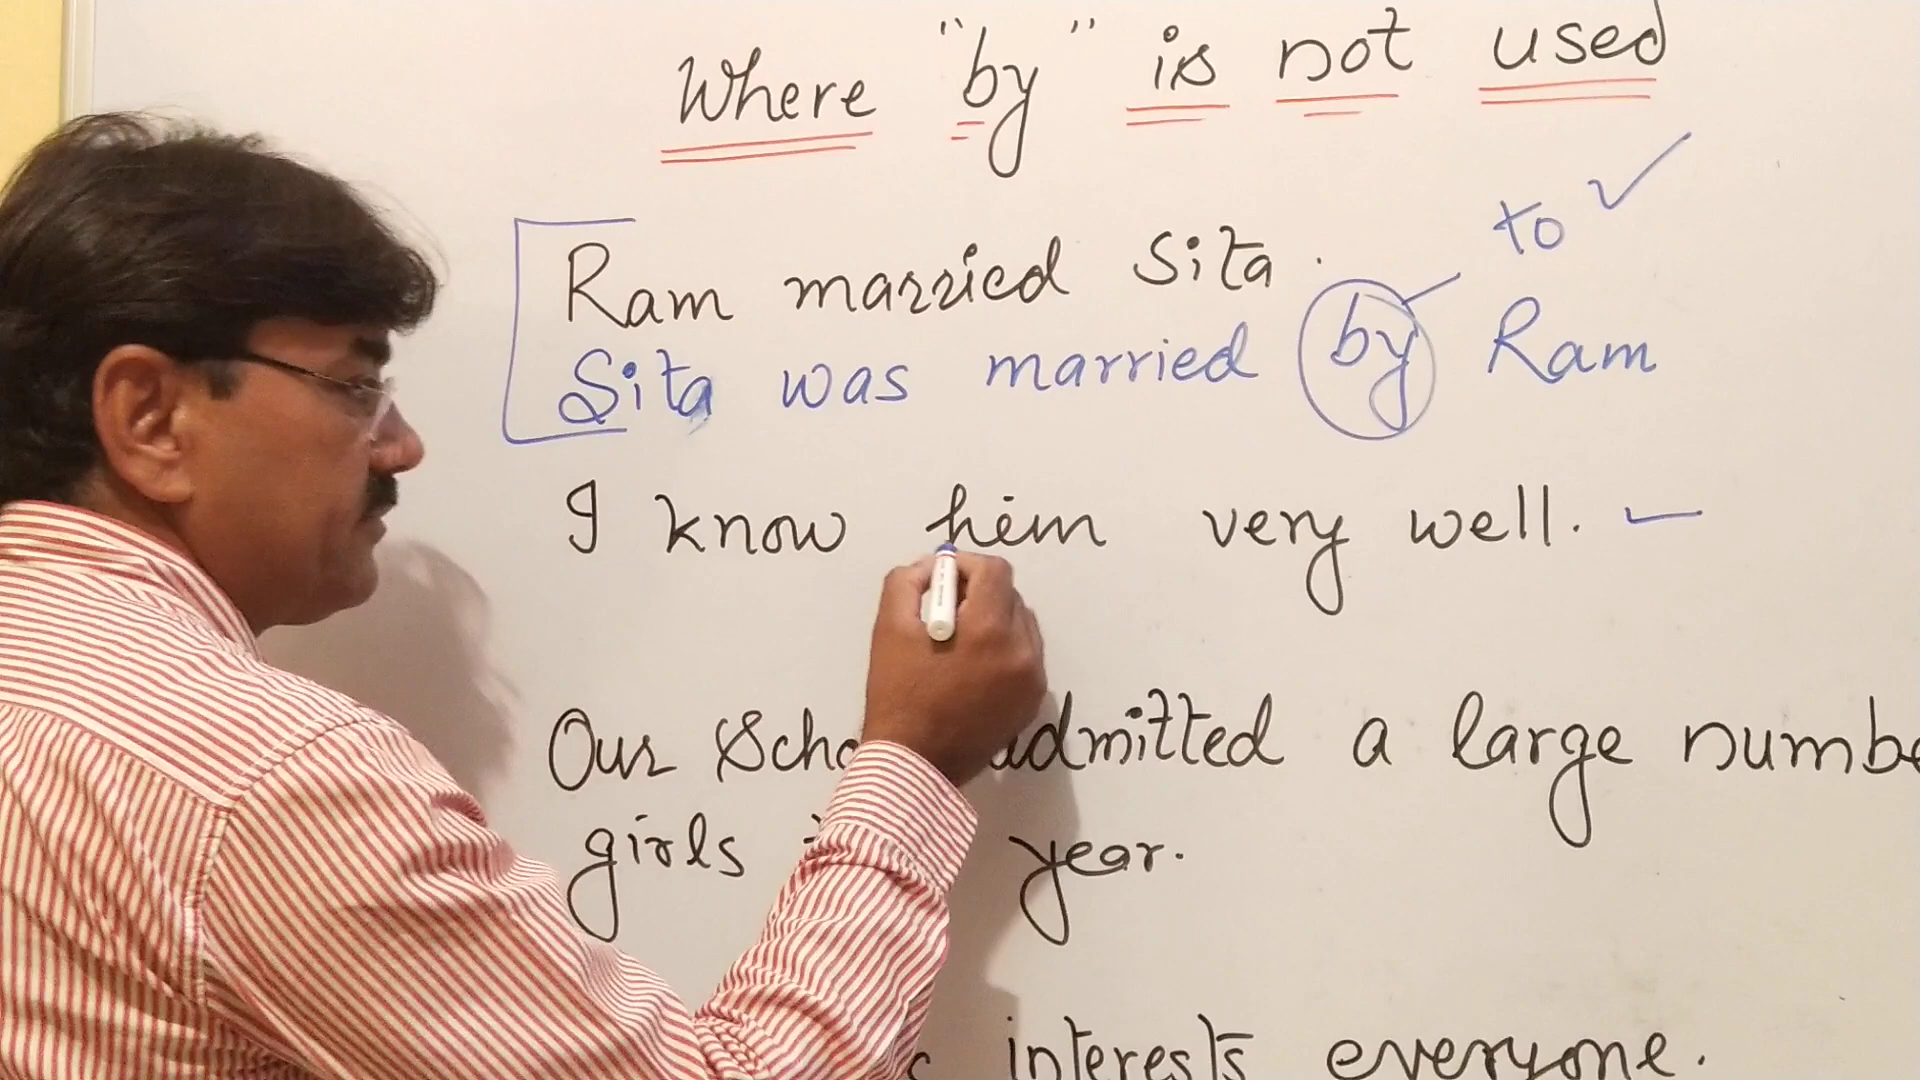 Where "by" is not used
to ✓
Ram married Sita.
Sita was married by Ram
I know him very well.
Our admitted a large
girls year.
interests everyone.